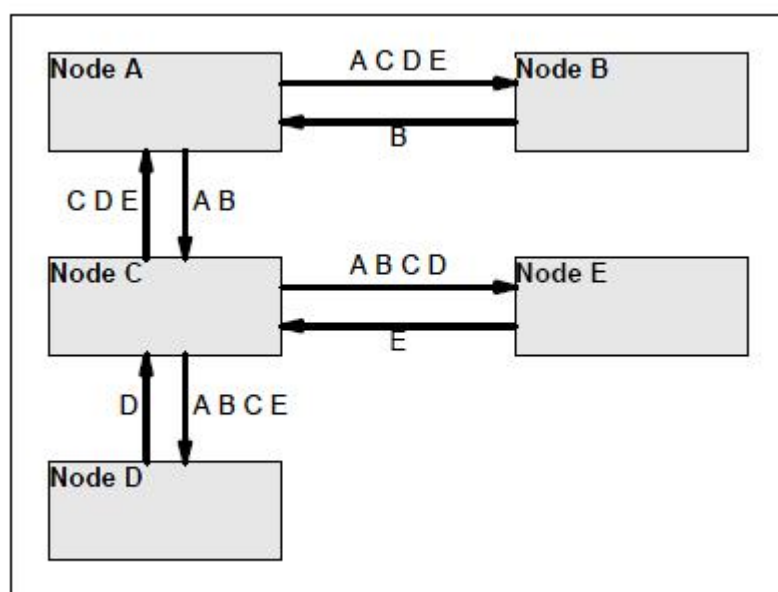 Node A
A C D E
Node B
B
C D E
A B
Node C
A B C D
Node E
E
D
A B C E
Node D